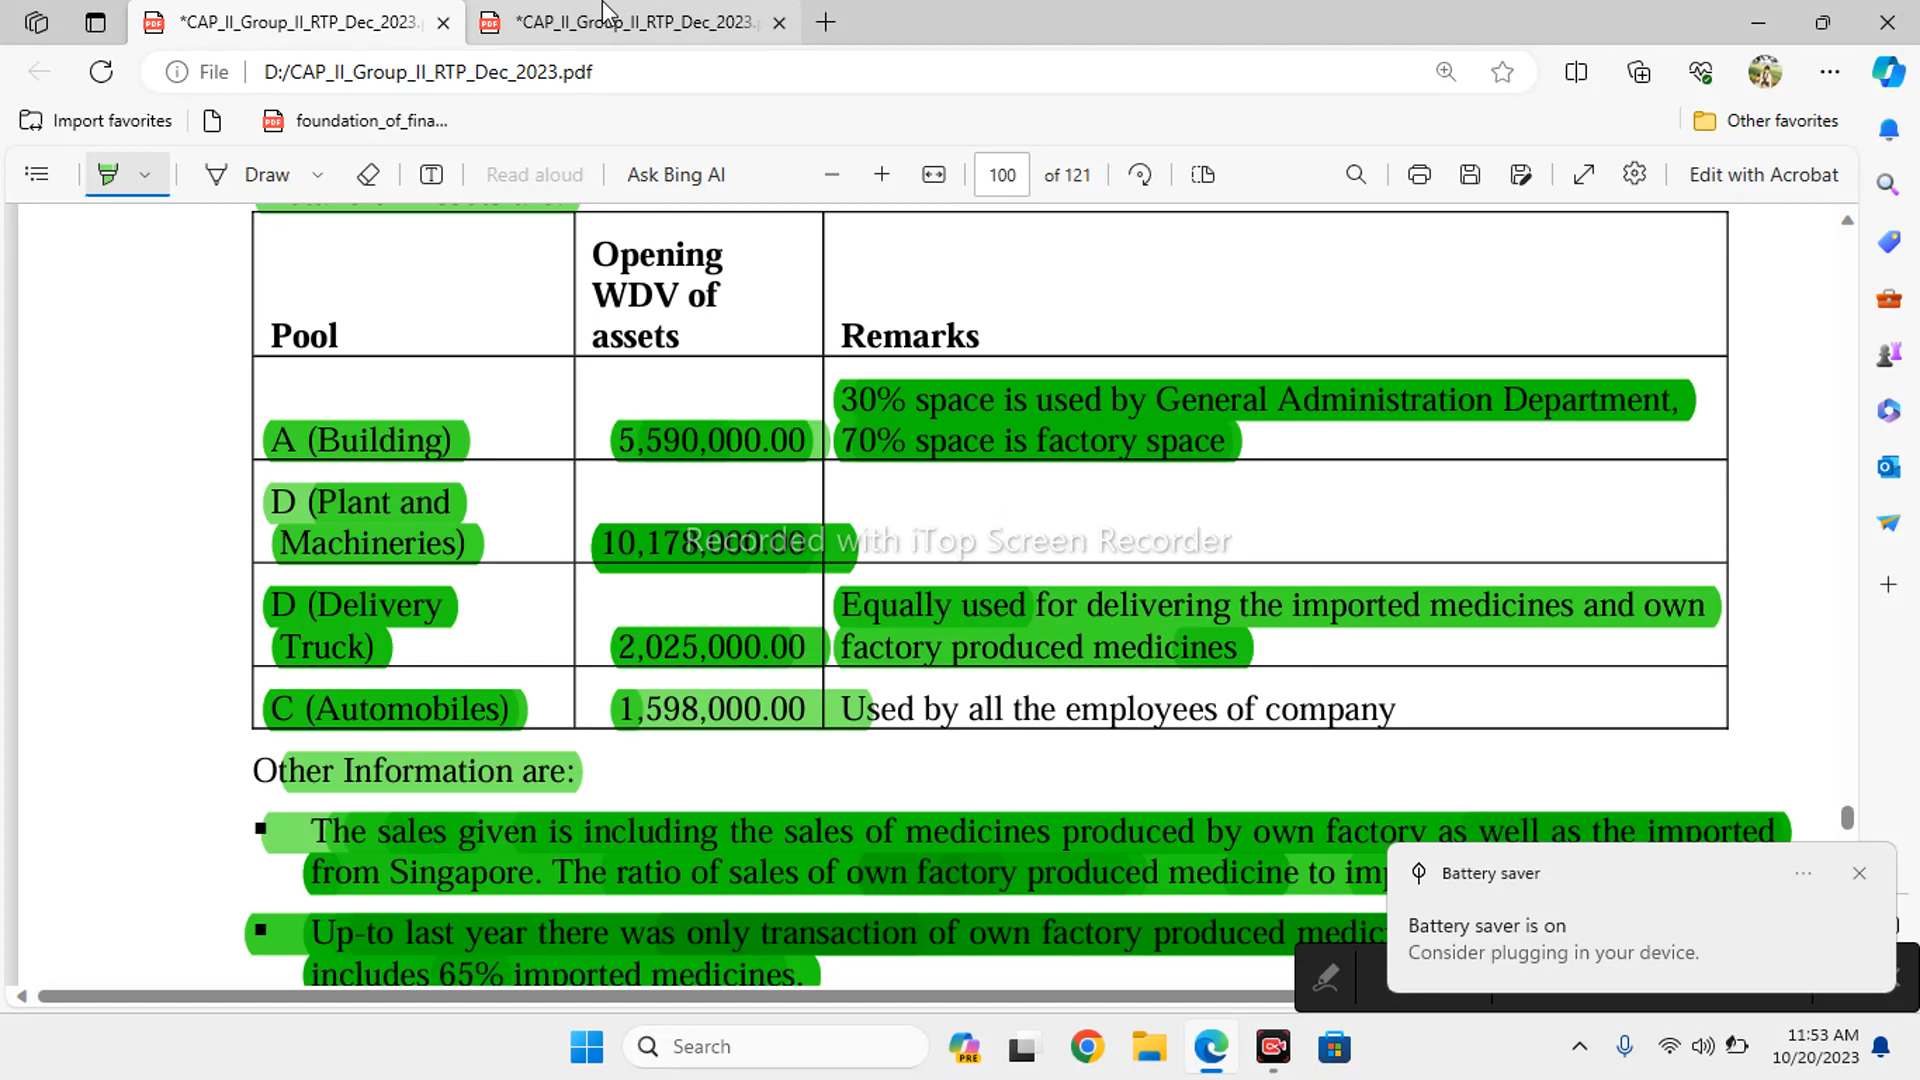 *CAP_II_Group_II_RTP_Dec_2023.
*CAP_II_Group_II_RTP_Dec_2023.
File
D:/CAP_II_Group_II_RTP_Dec_2023.pdf
Import favorites
foundation_of_fina...
Other favorites
Draw
Read aloud
Ask Bing AI
100
of 121
Edit with Acrobat
Pool
Opening
WDV of
assets
Remarks
A (Building)
5,590,000.00
30% space is used by General Administration Department,
70% space is factory space
D (Plant and
Machineries)
10,178,000.00
Recorded with iTop Screen Recorder
D (Delivery
Truck)
2,025,000.00
Equally used for delivering the imported medicines and own
factory produced medicines
C (Automobiles)
1,598,000.00
Used by all the employees of company
Other Information are:
The sales given is including the sales of medicines produced by own factory as well as the imported
from Singapore. The ratio of sales of own factory produced medicine to
Up-to last year there was only transaction of own factory produced
includes 65% imported medicines.
Battery saver
Battery saver is on
Consider plugging in your device.
Search
PRE
11:53 AM
10/20/2023